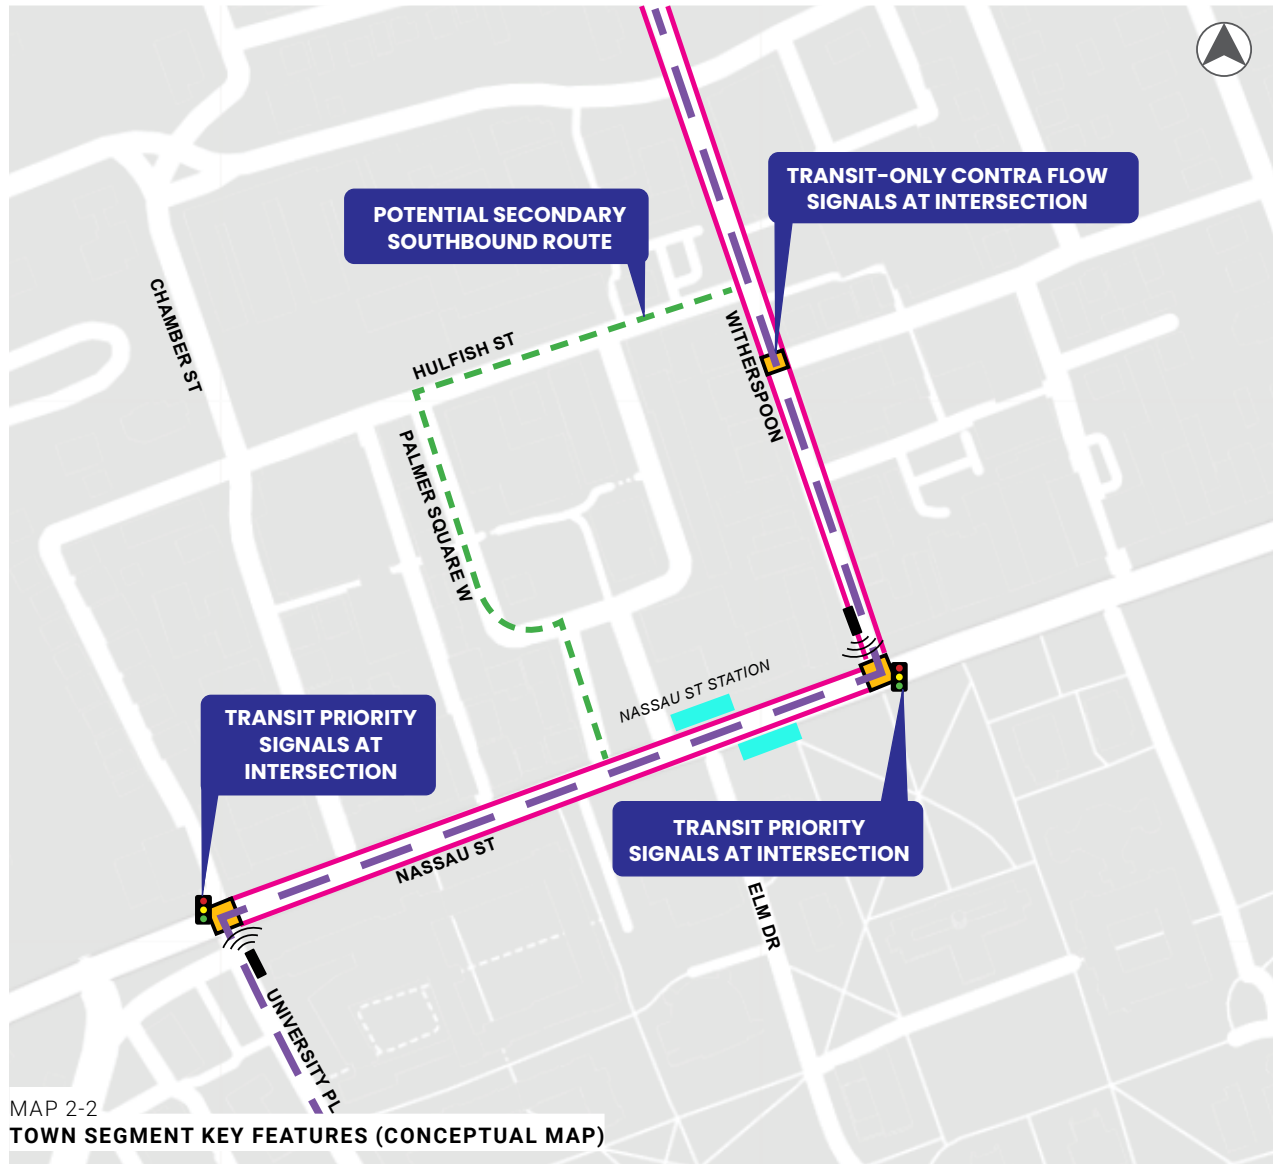 TRANSIT-ONLY CONTRA FLOW
SIGNALS AT INTERSECTION
POTENTIAL SECONDARY
SOUTHBOUND ROUTE
CHAMBER ST
HULFISH ST
WITHERSPOON
PALMER SQUARE W
NASSAU ST STATION
TRANSIT PRIORITY
SIGNALS AT
INTERSECTION
TRANSIT PRIORITY
SIGNALS AT INTERSECTION
NASSAU ST
ELM DR
UNIVERSITY PL
MAP 2-2
TOWN SEGMENT KEY FEATURES (CONCEPTUAL MAP)